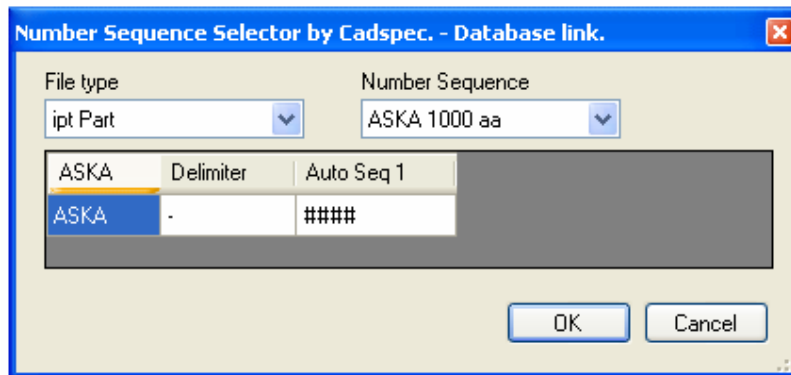 Number Sequence Selector by Cadspec. - Database link.
File type Number Sequence
ipt Part ASKA 1000 aa
ASKA Delimiter Auto Seq 1
ASKA - ####
OK Cancel